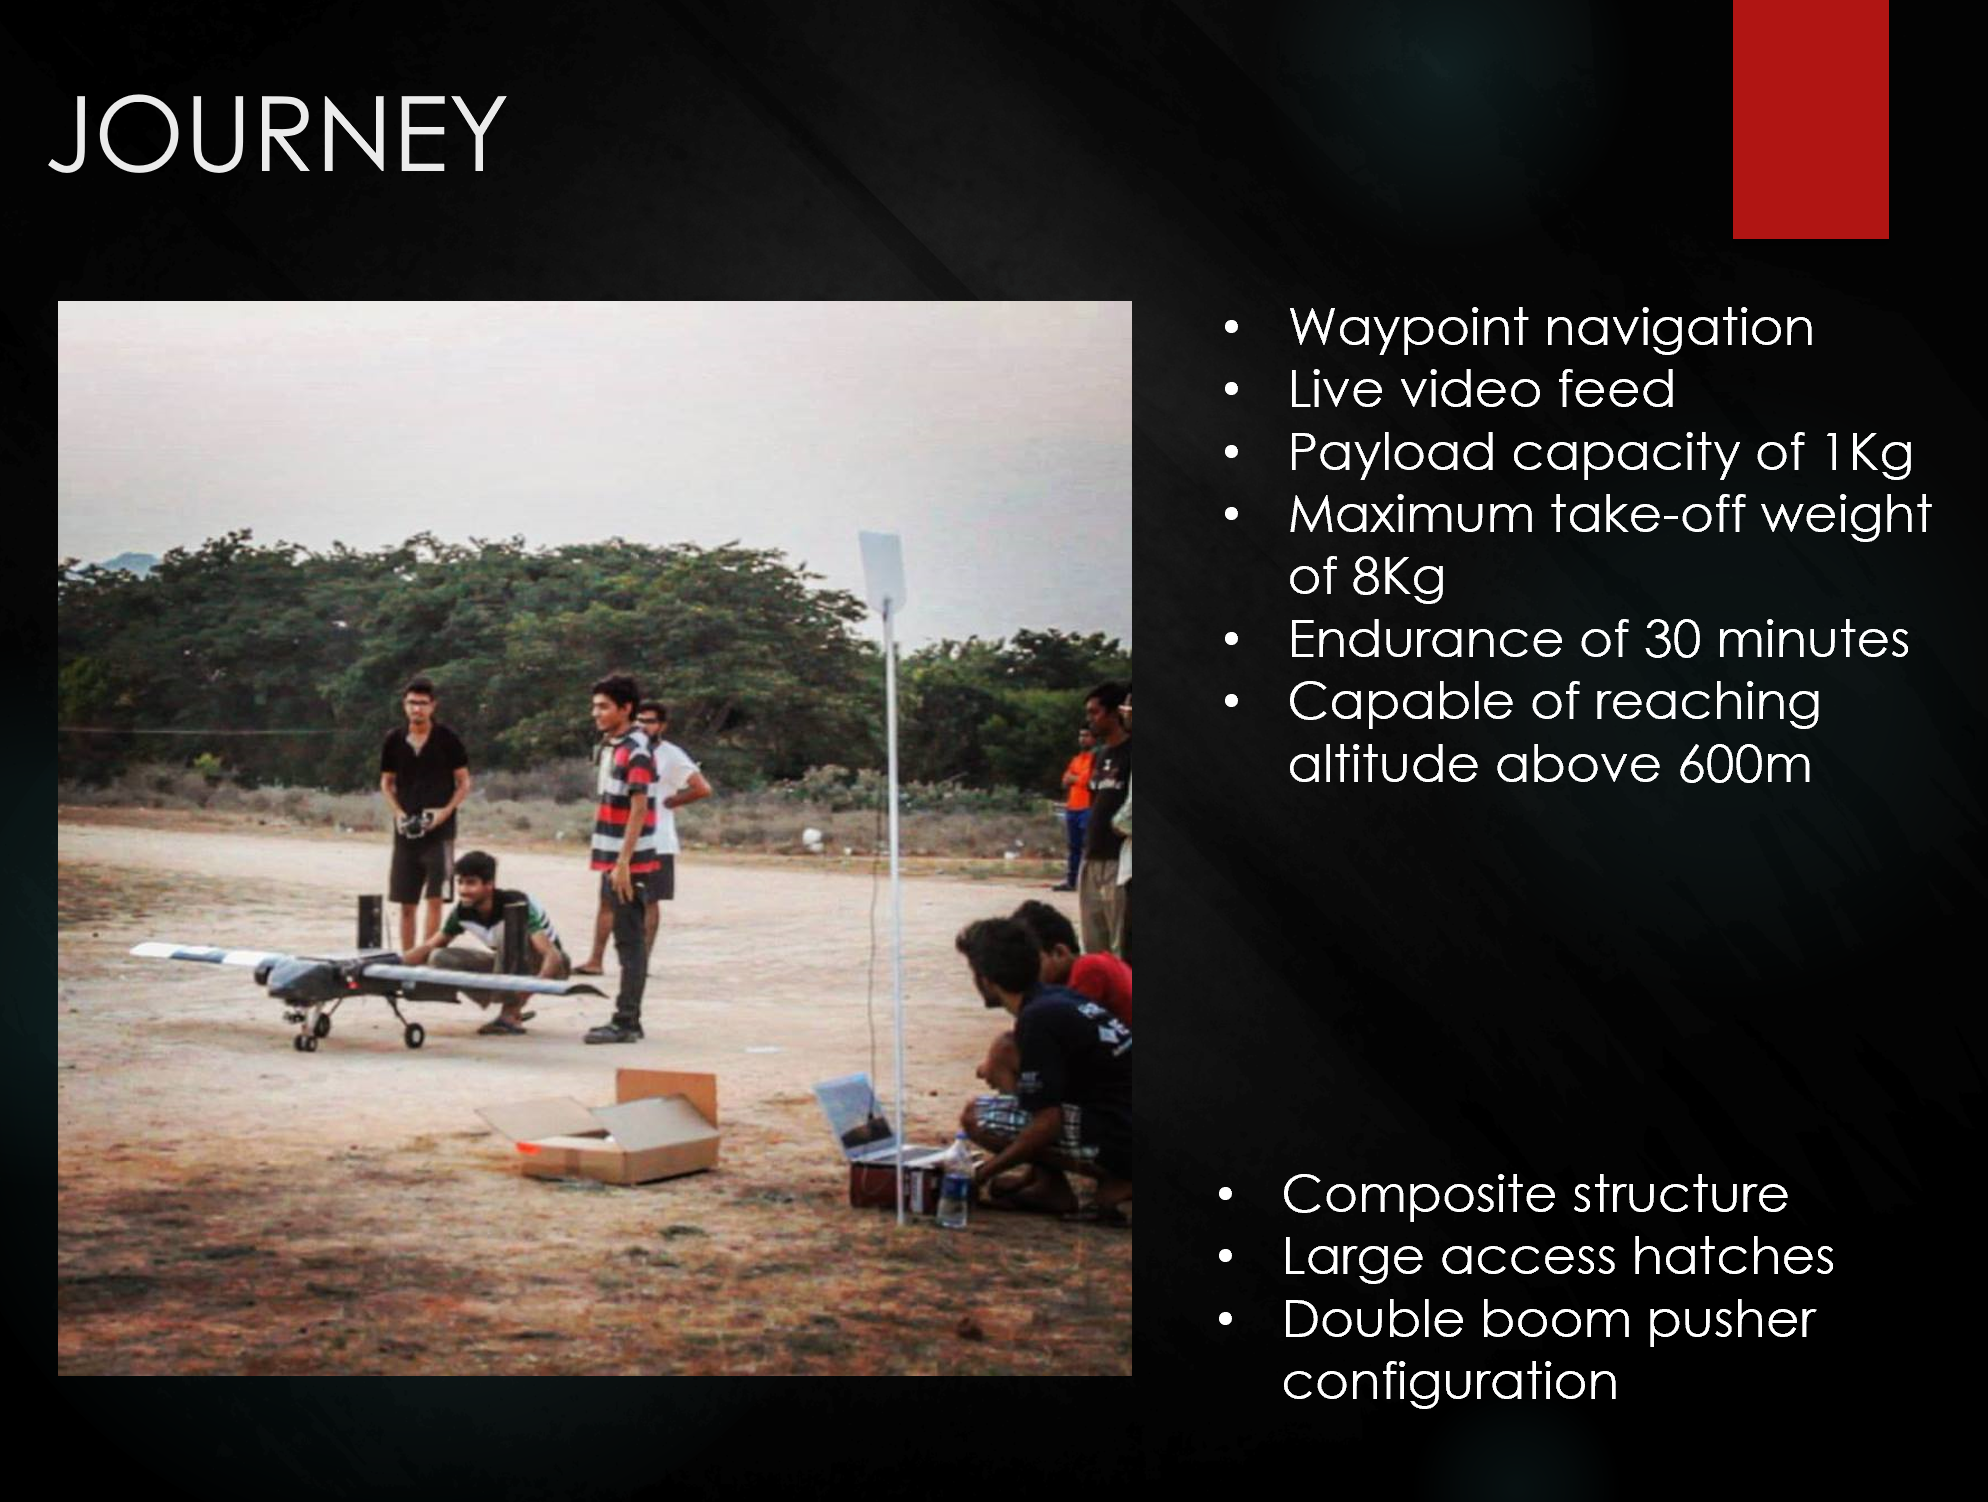 JOURNEY
• Waypoint navigation
• Live video feed
• Payload capacity of 1Kg
• Maximum take-off weight
of 8Kg
• Endurance of 30 minutes
• Capable of reaching
altitude above 600m
• Composite structure
• Large access hatches
• Double boom pusher
configuration